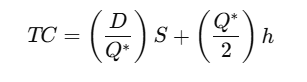 TC = (D/Q*) S + (Q*/2) h